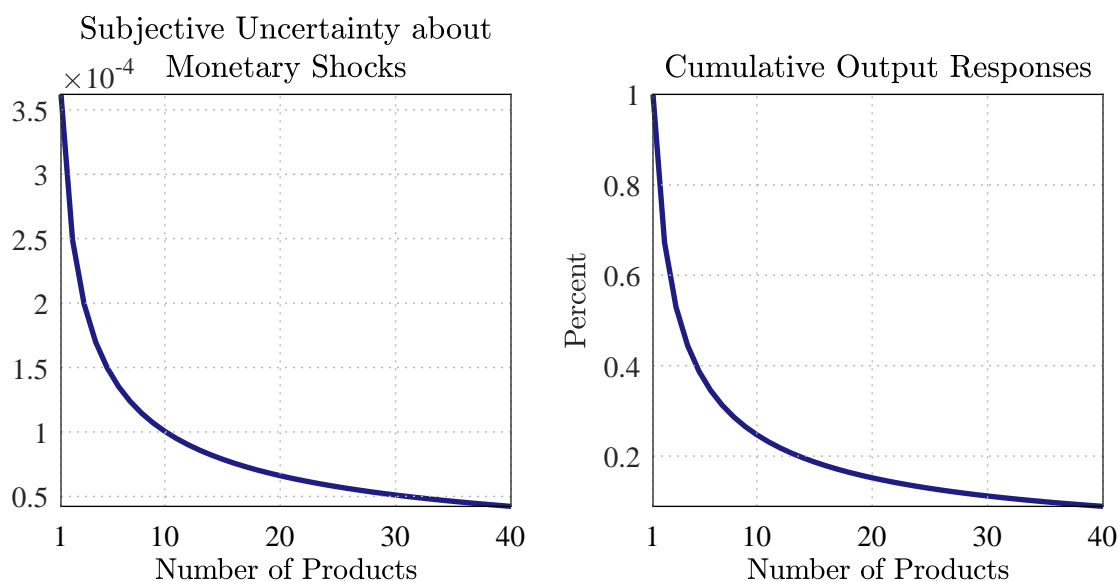 Subjective Uncertainty about
Monetary Shocks
×10-4
3.5
3
2.5
2
1.5
1
0.5
1 10 20 30 40
Number of Products
Cumulative Output Responses
Percent
1
0.8
0.6
0.4
0.2
1 10 20 30 40
Number of Products